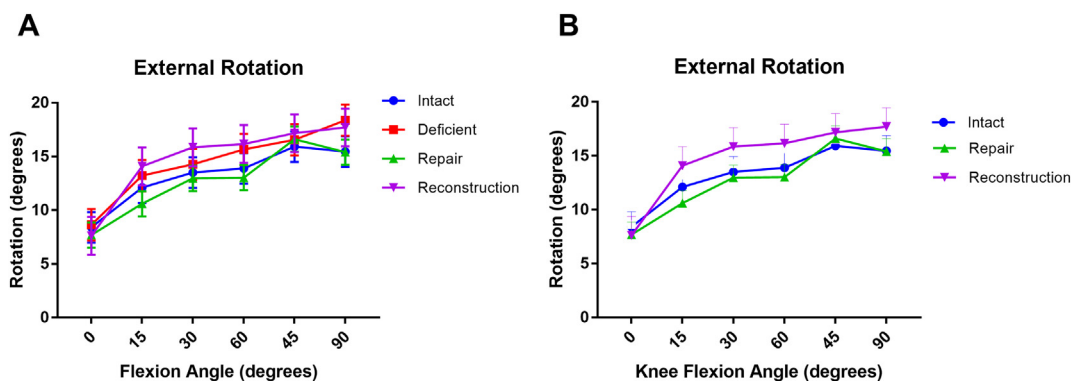 A
External Rotation
Rotation (degrees)
20
15
10
5
0
0
15
30
60
45
90
Flexion Angle (degrees)
Intact
Deficient
Repair
Reconstruction
B
External Rotation
Rotation (degrees)
20
15
10
5
0
0
15
30
60
45
90
Knee Flexion Angle (degrees)
Intact
Repair
Reconstruction